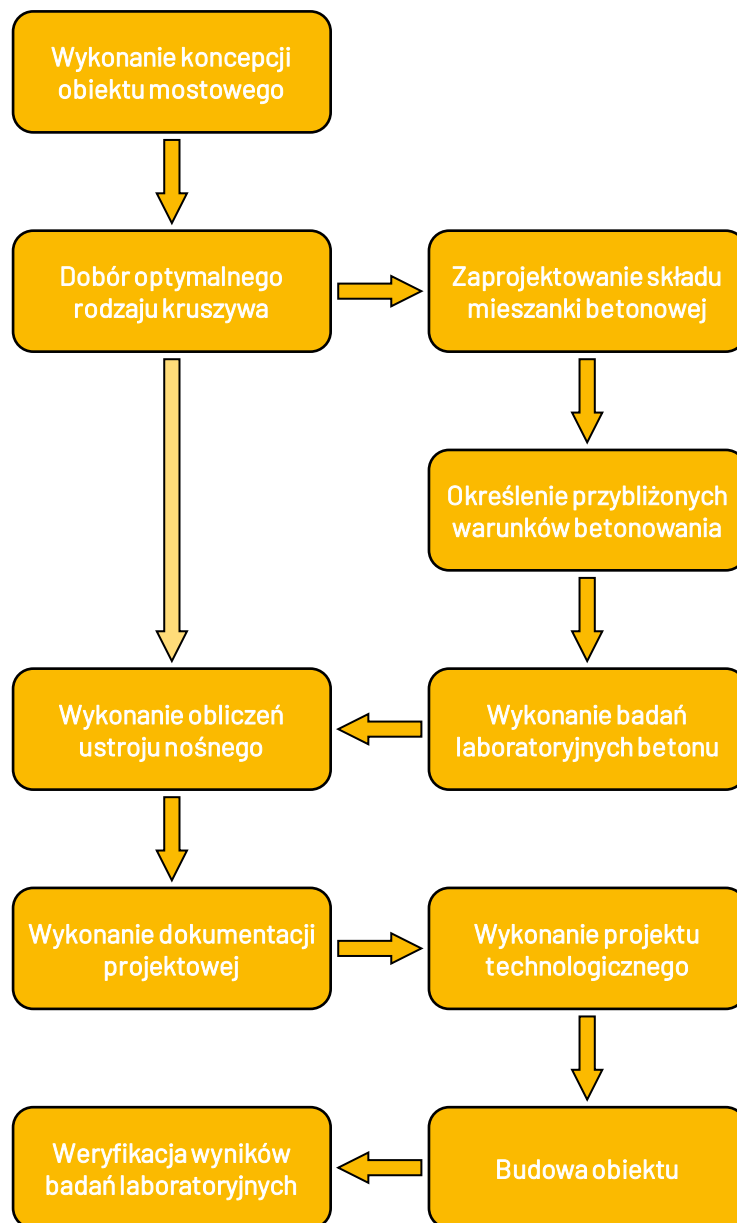 Wykonanie koncepcji
obiektu mostowego
Dobór optymalnego
rodzaju kruszywa
Zaprojektowanie składu
mieszanki betonowej
Określenie przybliżonych
warunków betonowania
Wykonanie badań
laboratoryjnych betonu
Wykonanie obliczeń
ustroju nośnego
Wykonanie dokumentacji
projektowej
Wykonanie projektu
technologicznego
Budowa obiektu
Weryfikacja wyników
badań laboratoryjnych